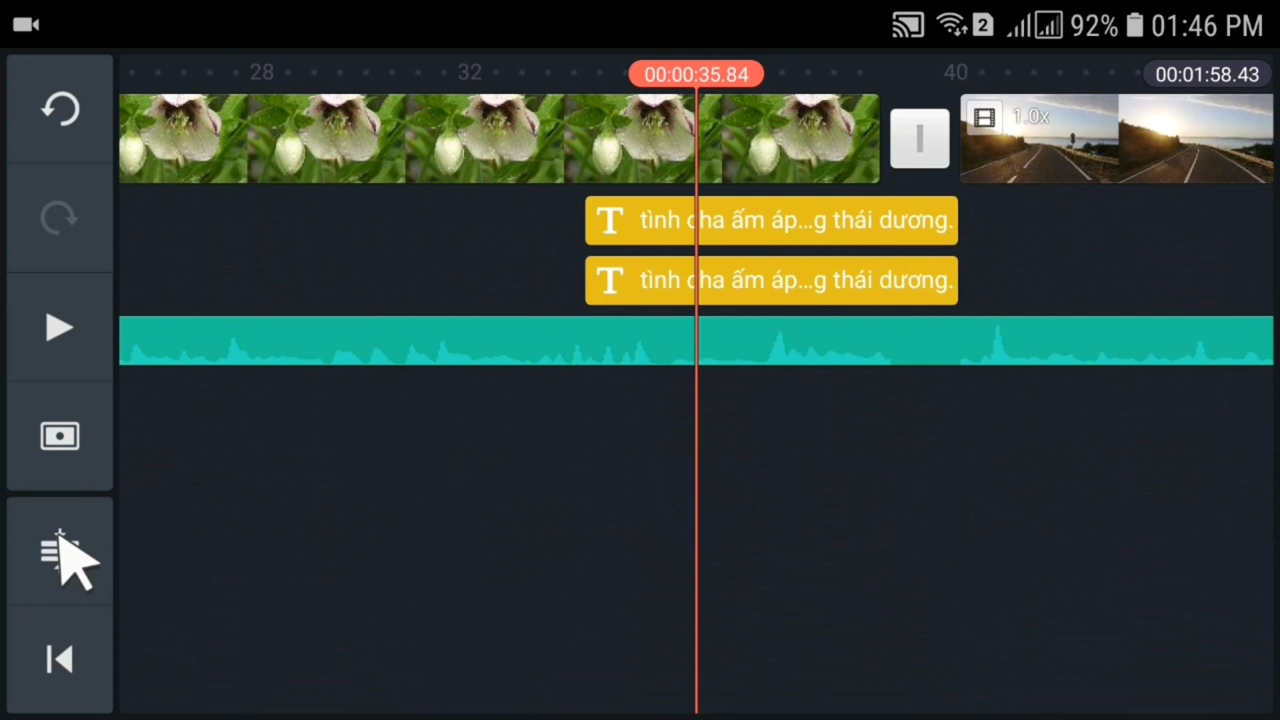 2 92% 01:46 PM
28 32 00:00:35.84 40 00:01:58.43
1.0x
T tình cha ấm áp...g thái dương.
T tình cha ấm áp...g thái dương.